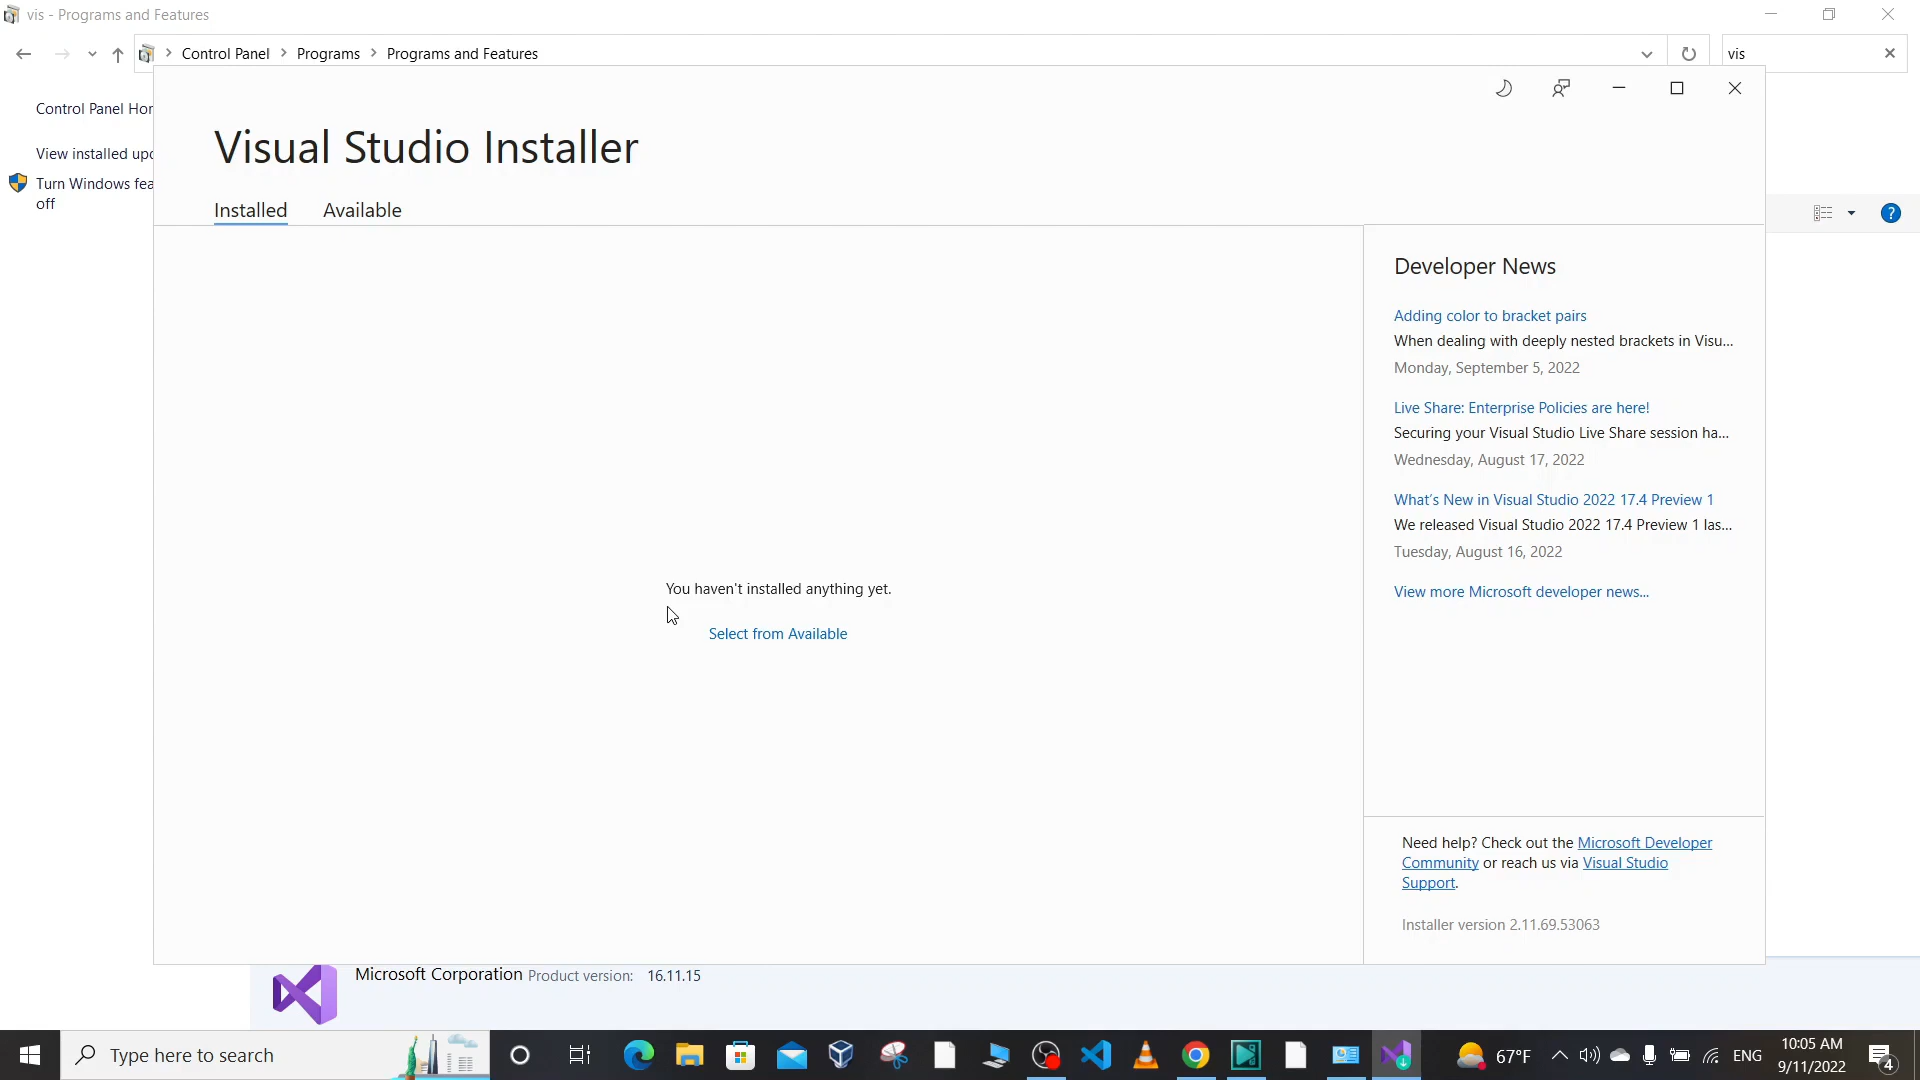 vis - Programs and Features
Control Panel Programs Programs and Features
vis
Control Panel Hor
View installed upd
Turn Windows fea
off
Visual Studio Installer
Installed Available
Developer News
Adding color to bracket pairs
When dealing with deeply nested brackets in Visu...
Monday, September 5, 2022
Live Share: Enterprise Policies are here!
Securing your Visual Studio Live Share session ha...
Wednesday, August 17, 2022
What's New in Visual Studio 2022 17.4 Preview 1
We released Visual Studio 2022 17.4 Preview 1 las...
Tuesday, August 16, 2022
View more Microsoft developer news...
You haven't installed anything yet.
Select from Available
Need help? Check out the Microsoft Developer
Community or reach us via Visual Studio
Support.
Installer version 2.11.69.53063
Microsoft Corporation Product version: 16.11.15
Type here to search
67°F
ENG
10:05 AM
9/11/2022
4